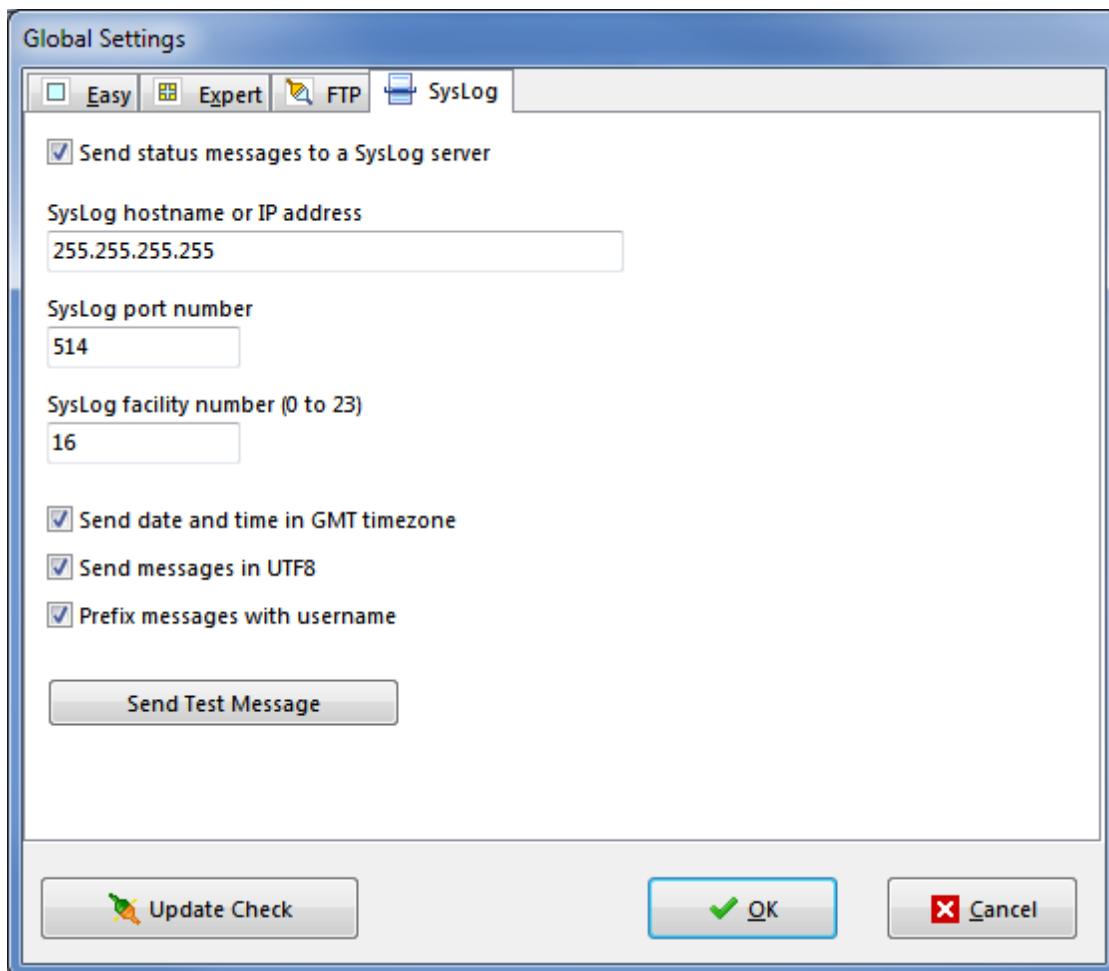 Global Settings
Easy Expert FTP SysLog
Send status messages to a SysLog server
SysLog hostname or IP address
255.255.255.255
SysLog port number
514
SysLog facility number (0 to 23)
16
Send date and time in GMT timezone
Send messages in UTF8
Prefix messages with username
Send Test Message
Update Check OK Cancel